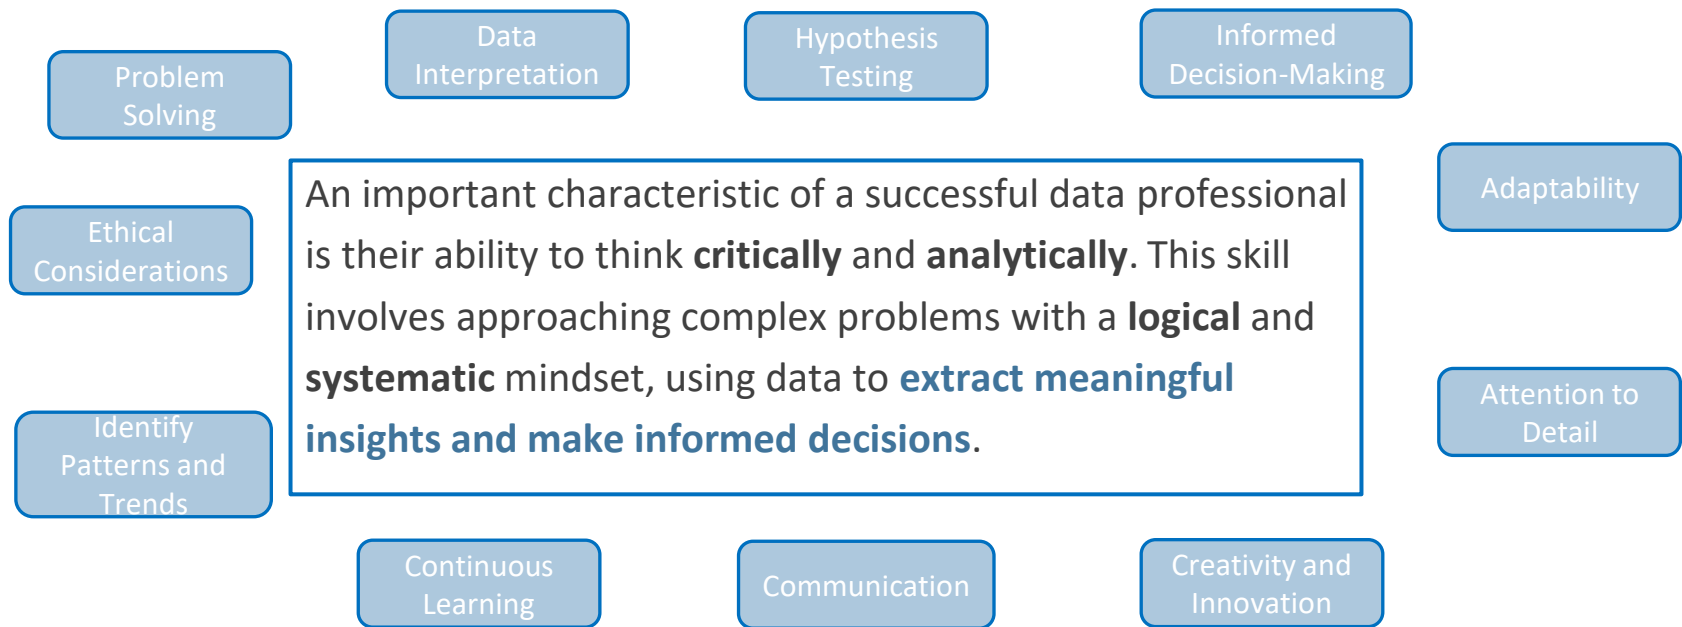 Data
Interpretation
Hypothesis
Testing
Informed
Decision-Making
Problem
Solving
Adaptability
Ethical
Considerations
An important characteristic of a successful data professional
is their ability to think critically and analytically. This skill
involves approaching complex problems with a logical and
systematic mindset, using data to extract meaningful
insights and make informed decisions.
Attention to
Detail
Identify
Patterns and
Trends
Continuous
Learning
Communication
Creativity and
Innovation